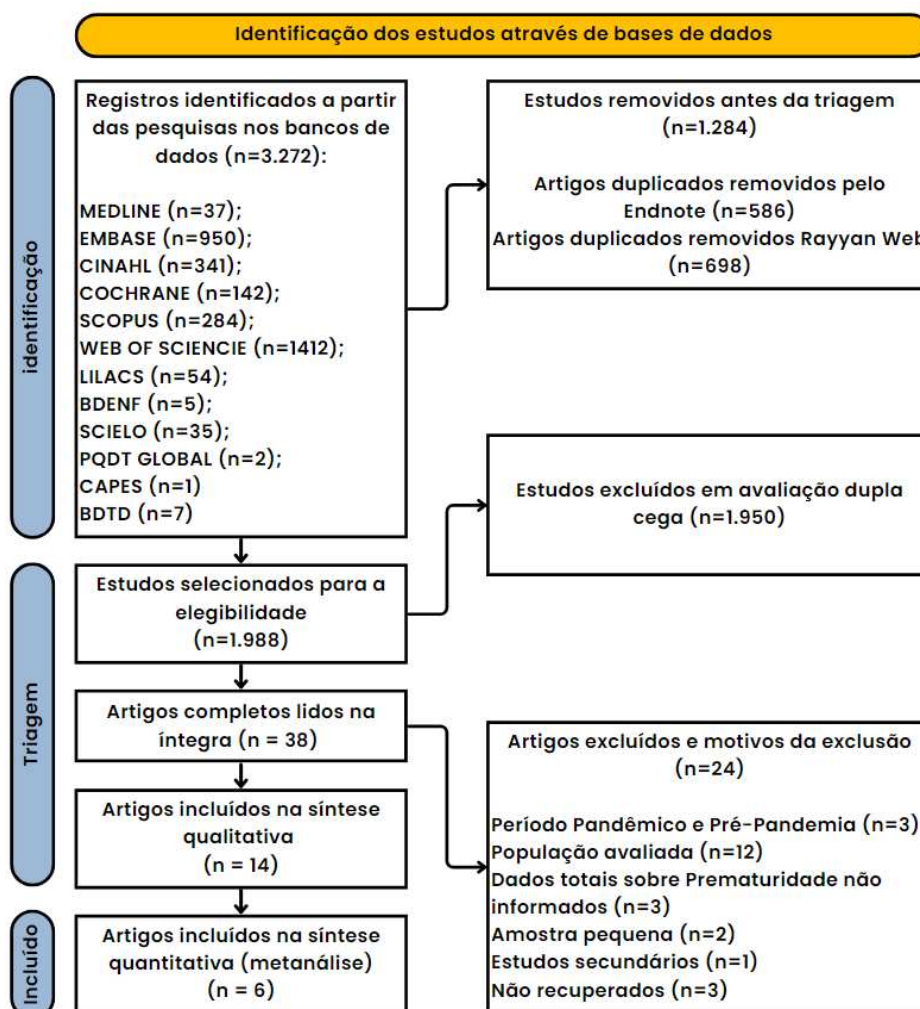 Identificação dos estudos através de bases de dados
identificação
Registros identificados a partir
das pesquisas nos bancos de
dados (n=3.272):
MEDLINE (n=37);
EMBASE (n=950);
CINAHL (n=341);
COCHRANE (n=142);
SCOPUS (n=284);
WEB OF SCIENCIE (n=1412);
LILACS (n=54);
BDENF (n=5);
SCIELO (n=35);
PQDT GLOBAL (n=2);
CAPES (n=1)
BDTD (n=7)
Estudos removidos antes da triagem
(n=1.284)
Artigos duplicados removidos pelo
Endnote (n=586)
Artigos duplicados removidos Rayyan Web
(n=698)
Triagem
Estudos selecionados para a
elegibilidade
(n=1.988)
Estudos excluídos em avaliação dupla
cega (n=1.950)
Artigos completos lidos na
íntegra (n = 38)
Artigos excluídos e motivos da exclusão
(n=24)
Período Pandêmico e Pré-Pandemia (n=3)
População avaliada (n=12)
Dados totais sobre Prematuridade não
informados (n=3)
Amostra pequena (n=2)
Estudos secundários (n=1)
Não recuperados (n=3)
Artigos incluídos na síntese
qualitativa
(n = 14)
Incluído
Artigos incluídos na síntese
quantitativa (metanálise)
(n = 6)